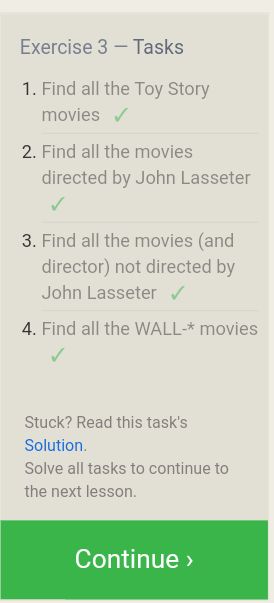 Exercise 3 — Tasks
1. Find all the Toy Story
movies ✓
2. Find all the movies
directed by John Lasseter
✓
3. Find all the movies (and
director) not directed by
John Lasseter ✓
4. Find all the WALL-* movies
✓
Stuck? Read this task's
Solution.
Solve all tasks to continue to
the next lesson.
Continue ›